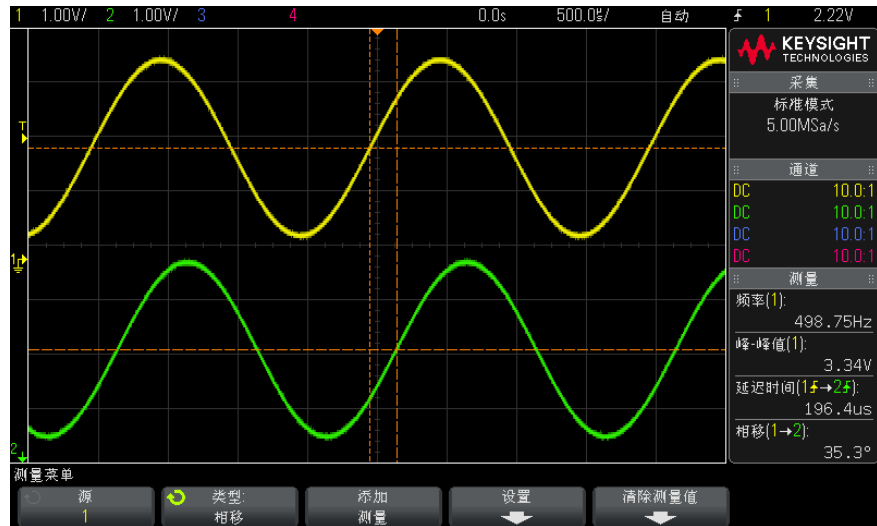 1 1.00V/ 2 1.00V/ 3 4 0.0s 500.0㎲/ 自动 1 2.22V
KEYSIGHT
TECHNOLOGIES
采集
标准模式
5.00MSa/s
通道
DC 10.0:1
DC 10.0:1
DC 10.0:1
DC 10.0:1
测量
频率(1):
498.75Hz
峰-峰值(1):
3.34V
延迟时间(1→2):
196.4us
相移(1→2):
35.3°
T
1
2
测量菜单
源
1
类型:
相移
添加
测量
设置
清除测量值